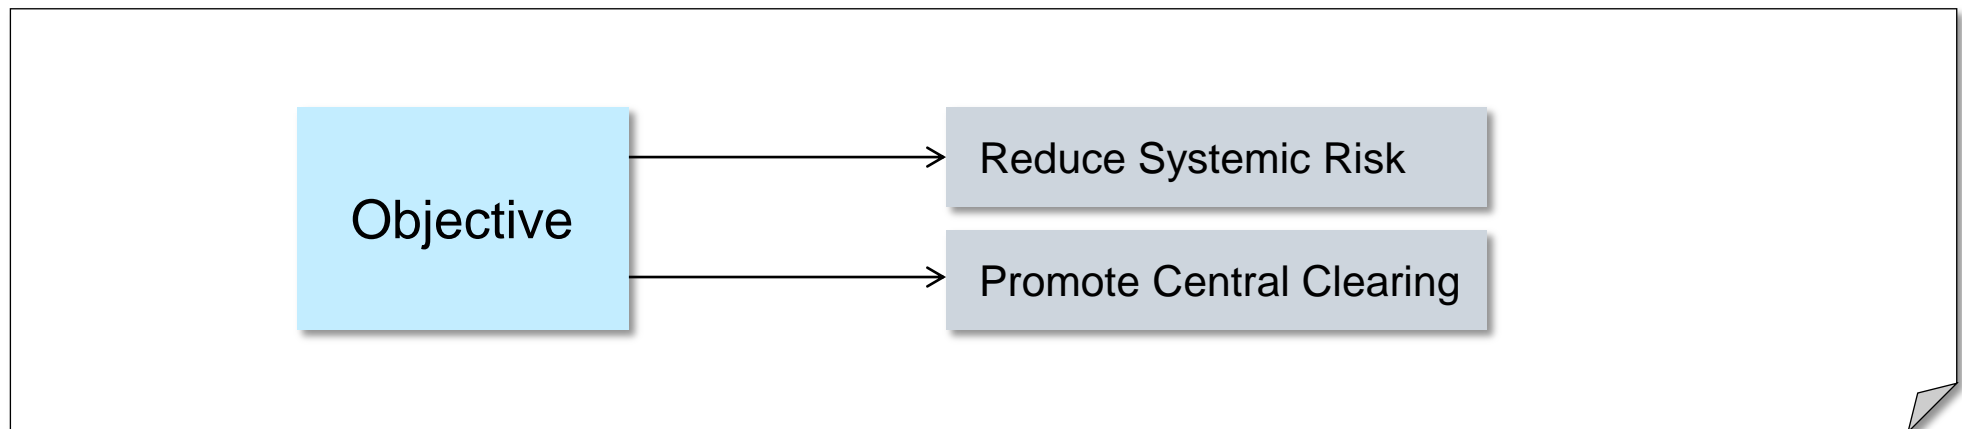 Objective
Reduce Systemic Risk
Promote Central Clearing